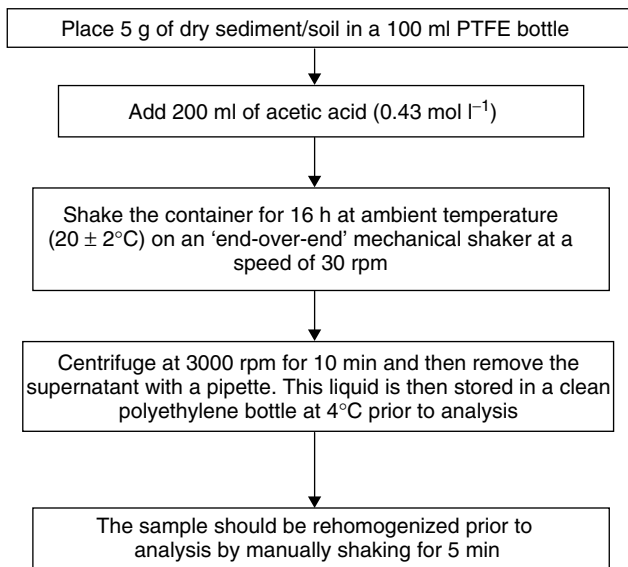 Place 5 g of dry sediment/soil in a 100 ml PTFE bottle
Add 200 ml of acetic acid (0.43 mol l⁻¹)
Shake the container for 16 h at ambient temperature
(20 ± 2°C) on an ‘end-over-end’ mechanical shaker at a
speed of 30 rpm
Centrifuge at 3000 rpm for 10 min and then remove the
supernatant with a pipette. This liquid is then stored in a clean
polyethylene bottle at 4°C prior to analysis
The sample should be rehomogenized prior to
analysis by manually shaking for 5 min